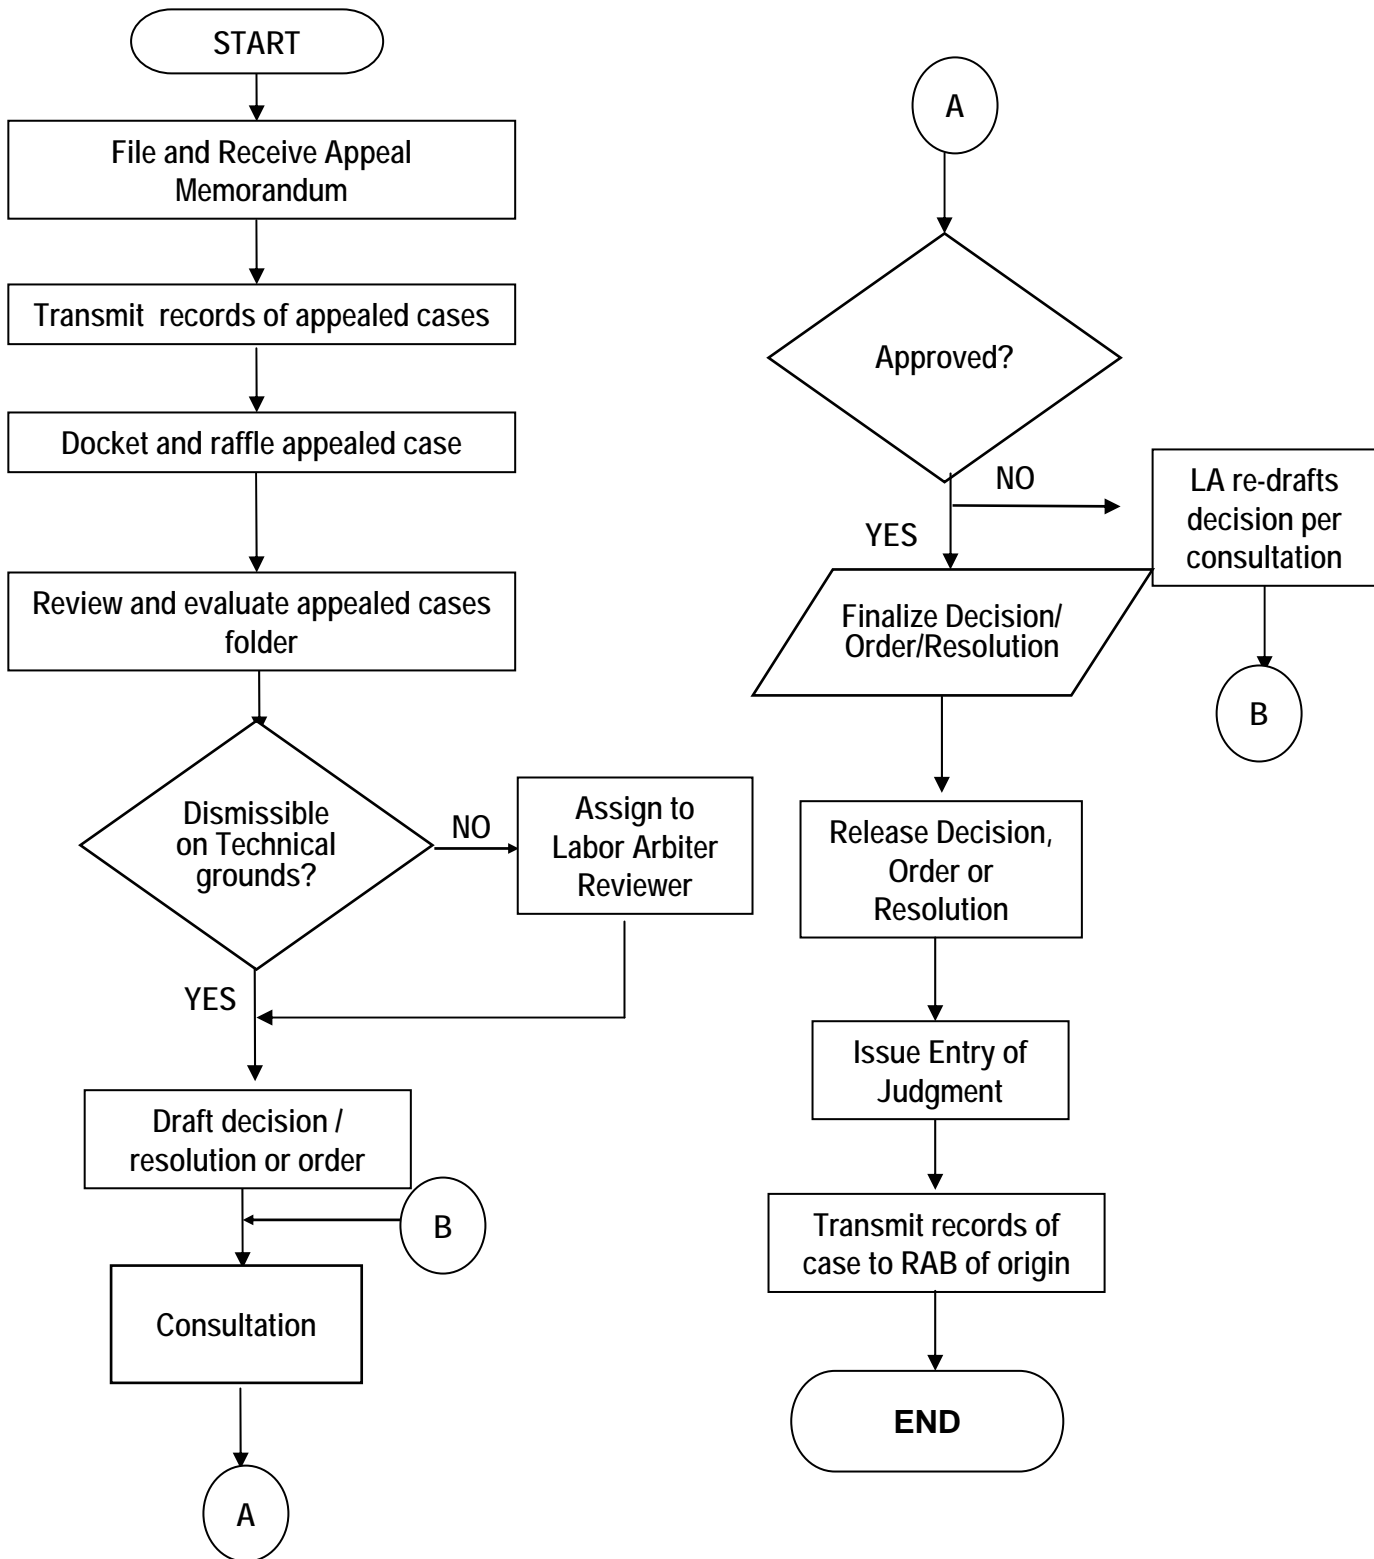 START
File and Receive Appeal
Memorandum
Transmit records of appealed cases
Docket and raffle appealed case
Review and evaluate appealed cases
folder
Dismissible
on Technical
grounds?
NO
Assign to
Labor Arbiter
Reviewer
YES
Draft decision /
resolution or order
B
Consultation
A
A
Approved?
NO
LA re-drafts
decision per
consultation
YES
B
Finalize Decision/
Order/Resolution
Release Decision,
Order or
Resolution
Issue Entry of
Judgment
Transmit records of
case to RAB of origin
END